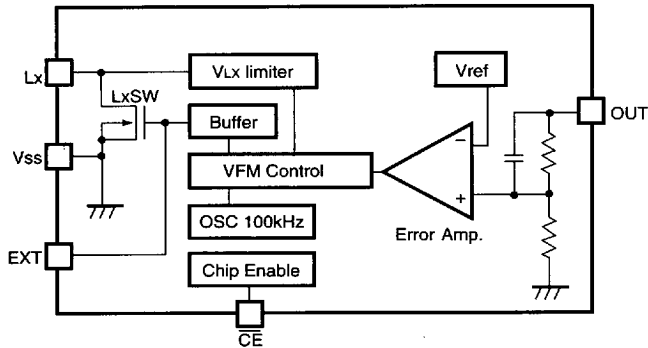 Lx
VLX limiter
Vref
LxSW
Buffer
OUT
Vss
VFM Control
−
+
OSC 100kHz
Error Amp.
EXT
Chip Enable
CE